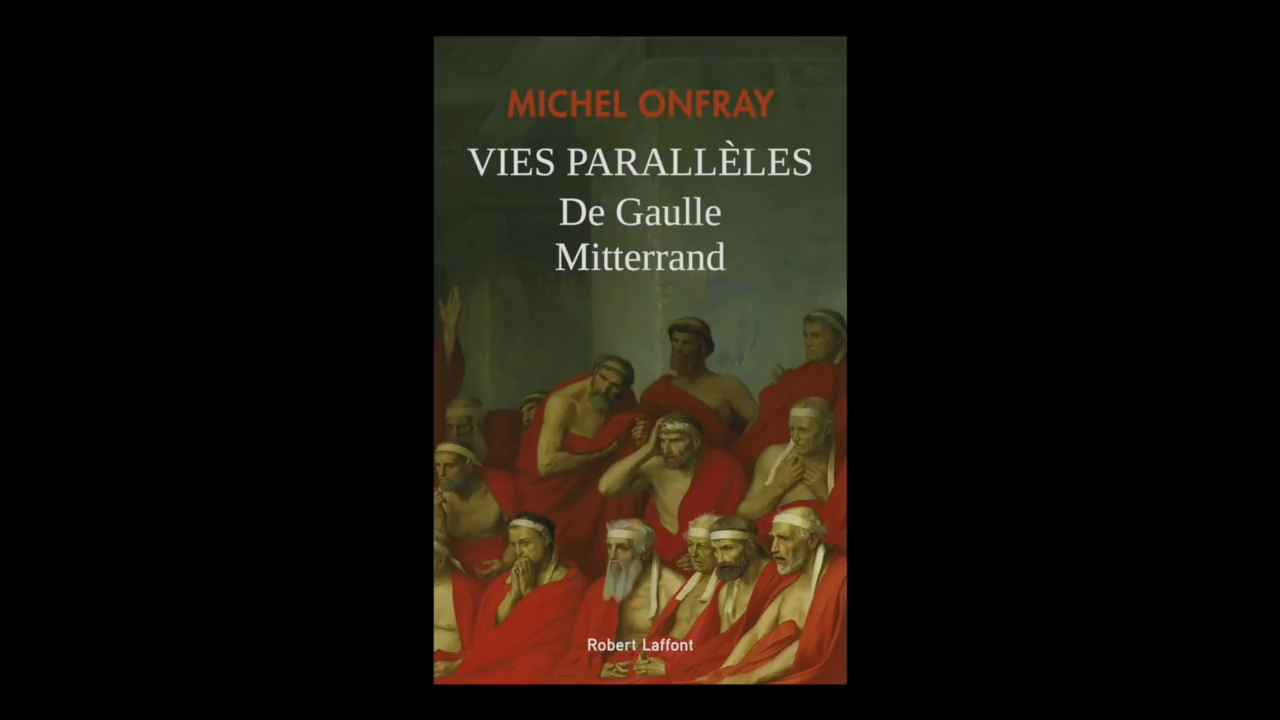 MICHEL ONFRAY
VIES PARALLÈLES
De Gaulle
Mitterrand
Robert Laffont